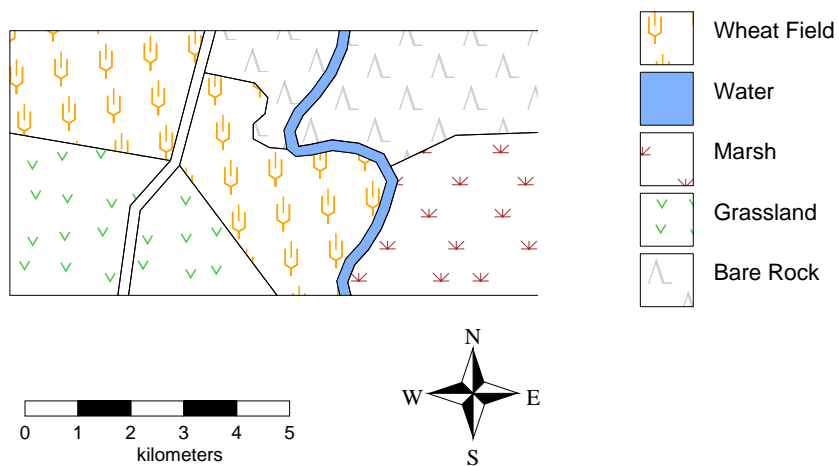 Wheat Field
Water
Marsh
Grassland
Bare Rock
N
W E
S
0 1 2 3 4 5
kilometers